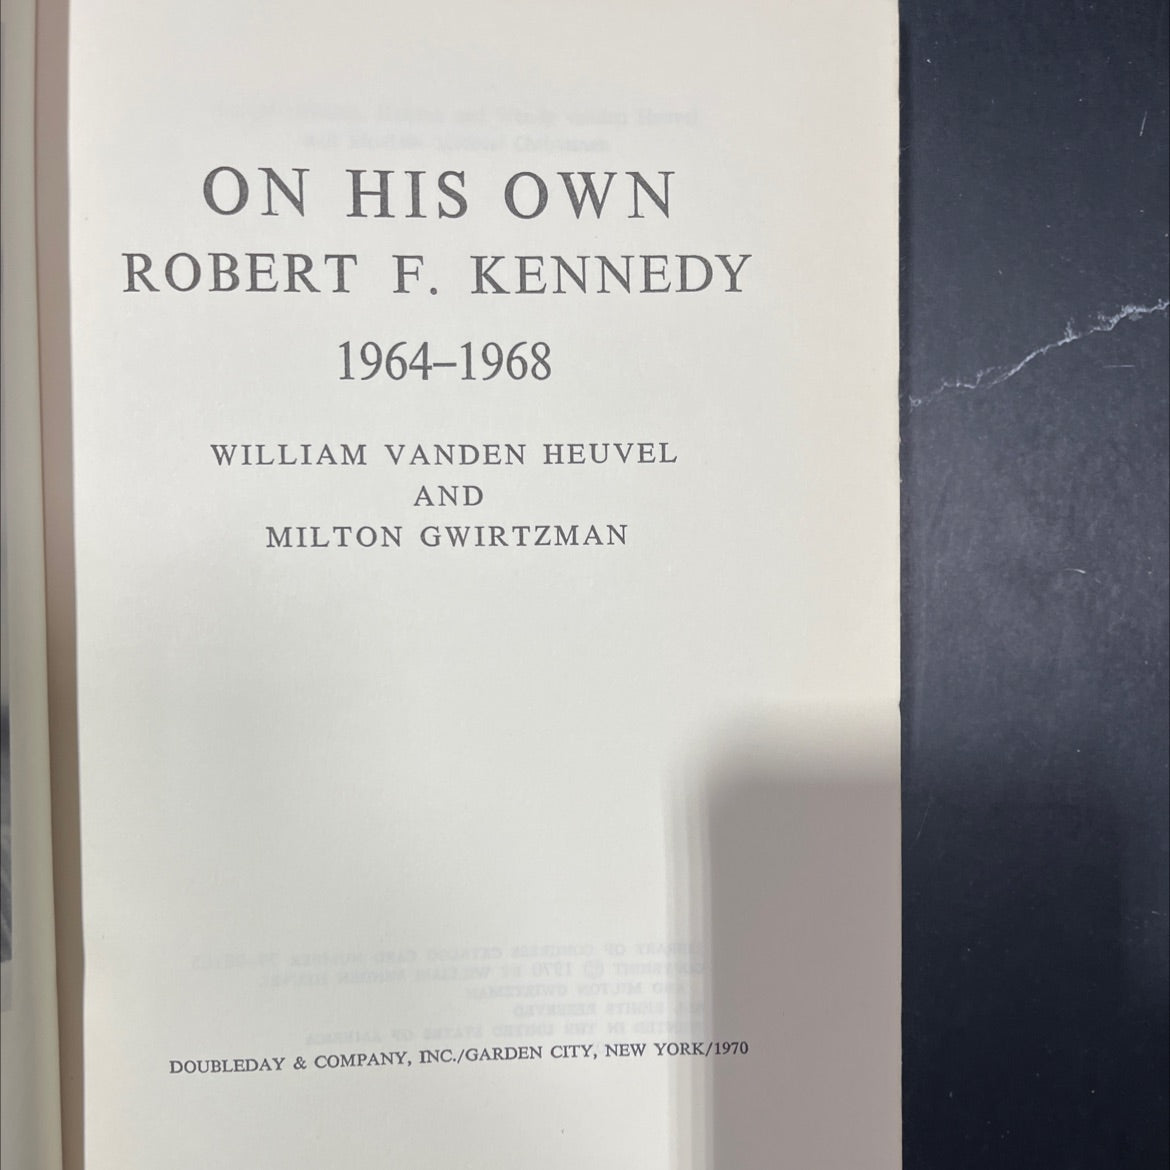 ON HIS OWN
ROBERT F. KENNEDY
1964–1968
WILLIAM VANDEN HEUVEL
AND
MILTON GWIRTZMAN
DOUBLEDAY & COMPANY, INC./GARDEN CITY, NEW YORK/1970